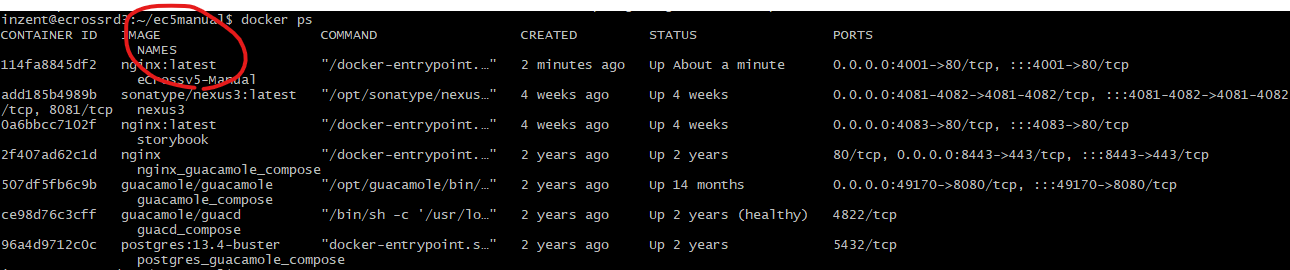 inzent@ecrossrd3:~/ec5manual$ docker ps
CONTAINER ID IMAGE COMMAND CREATED STATUS PORTS
NAMES
114fa8845df2 nginx:latest "/docker-entrypoint.…" 2 minutes ago Up About a minute 0.0.0.0:4001->80/tcp, :::4001->80/tcp
eCrossv5-Manual
add185b4989b sonatype/nexus3:latest "/opt/sonatype/nexus…" 4 weeks ago Up 4 weeks 0.0.0.0:4081-4082->4081-4082/tcp, :::4081-4082->4081-4082
/tcp, 8081/tcp nexus3
0a6bbcc7102f nginx:latest "/docker-entrypoint.…" 4 weeks ago Up 4 weeks 0.0.0.0:4083->80/tcp, :::4083->80/tcp
storybook
2f407ad62c1d nginx "/docker-entrypoint.…" 2 years ago Up 2 years 80/tcp, 0.0.0.0:8443->443/tcp, :::8443->443/tcp
nginx_guacamole_compose
507df5fb6c9b guacamole/guacamole "/opt/guacamole/bin/…" 2 years ago Up 14 months 0.0.0.0:49170->8080/tcp, :::49170->8080/tcp
guacamole_compose
ce98d76c3cff guacamole/guacd "/bin/sh -c '/usr/lo…" 2 years ago Up 2 years (healthy) 4822/tcp
guacd_compose
96a4d9712c0c postgres:13.4-buster "docker-entrypoint.s…" 2 years ago Up 2 years 5432/tcp
postgres_guacamole_compose